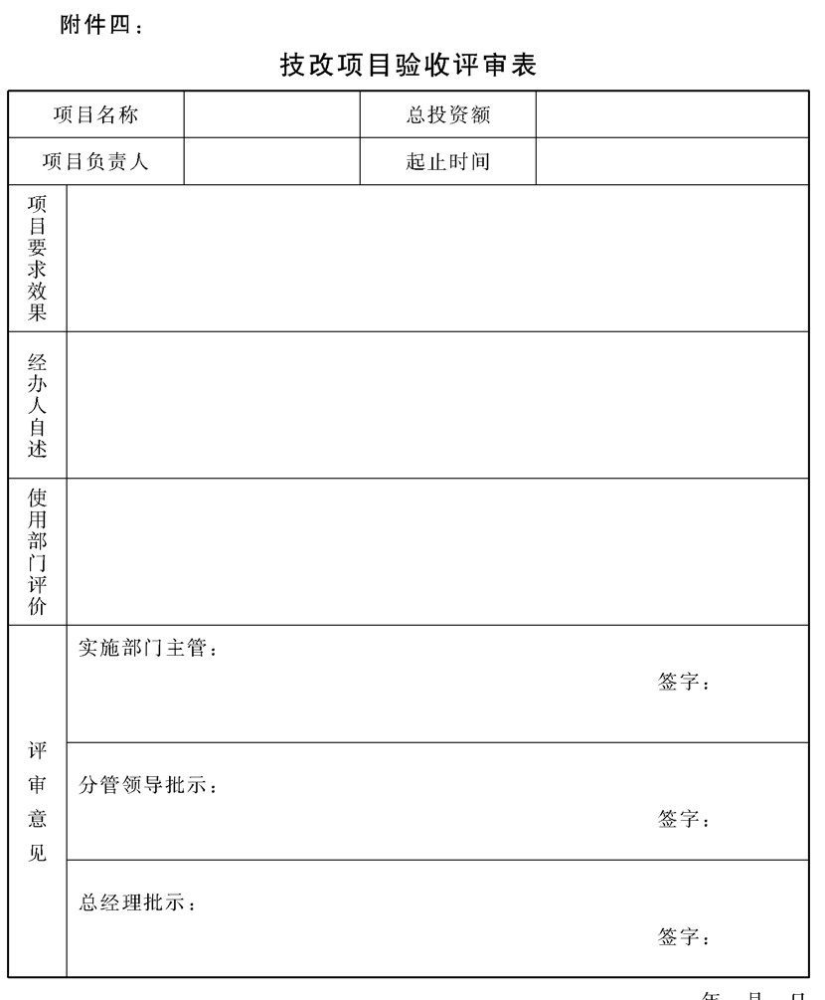 附件四：
技改项目验收评审表
项目名称
总投资额
项目负责人
起止时间
项目要求效果
经办人自述
使用部门评价
评审意见
实施部门主管：
签字：
分管领导批示：
签字：
总经理批示：
签字：
年 月 日